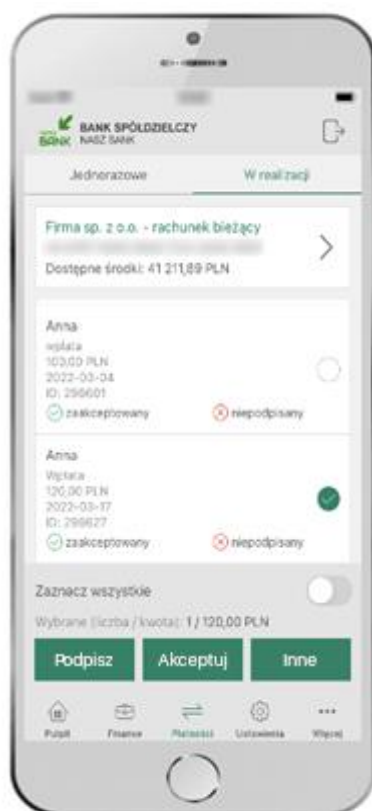 BANK SPÓŁDZIELCZY
BANK NASZ BANK
Jednorazowe W realizacji
Firma sp. z o.o. - rachunek bieżący
Dostępne środki: 41 211,89 PLN
Anna
wpłata
103,00 PLN
2022-03-04
ID: 296601
zaakceptowany niepodpisany
Anna
Wpłata
120,00 PLN
2022-03-17
ID: 296627
zaakceptowany niepodpisany
Zaznacz wszystkie
Wybrane (liczba / kwota): 1 / 120,00 PLN
Podpisz Akceptuj Inne
Pulpit Finanse Płatności Ustawienia Więcej